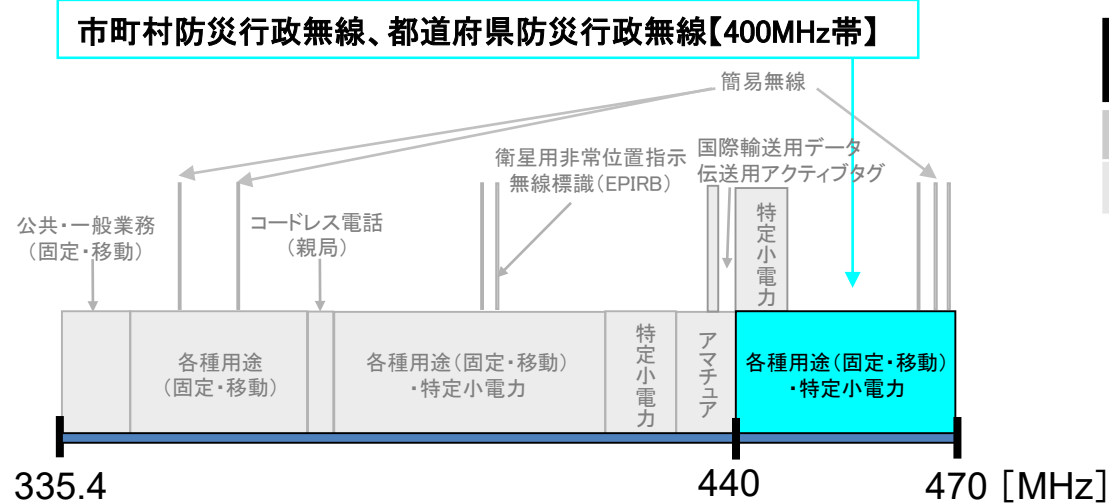 市町村防災行政無線、都道府県防災行政無線【400MHz帯】
簡易無線
衛星用非常位置指示
無線標識(EPIRB)
国際輸送用データ
伝送用アクティブタグ
公共・一般業務
(固定・移動)
コードレス電話
(親局)
特定小電力
各種用途
(固定・移動)
各種用途(固定・移動)
・特定小電力
特定小電力
アマチュア
各種用途(固定・移動)
・特定小電力
335.4
440
470 [MHz]